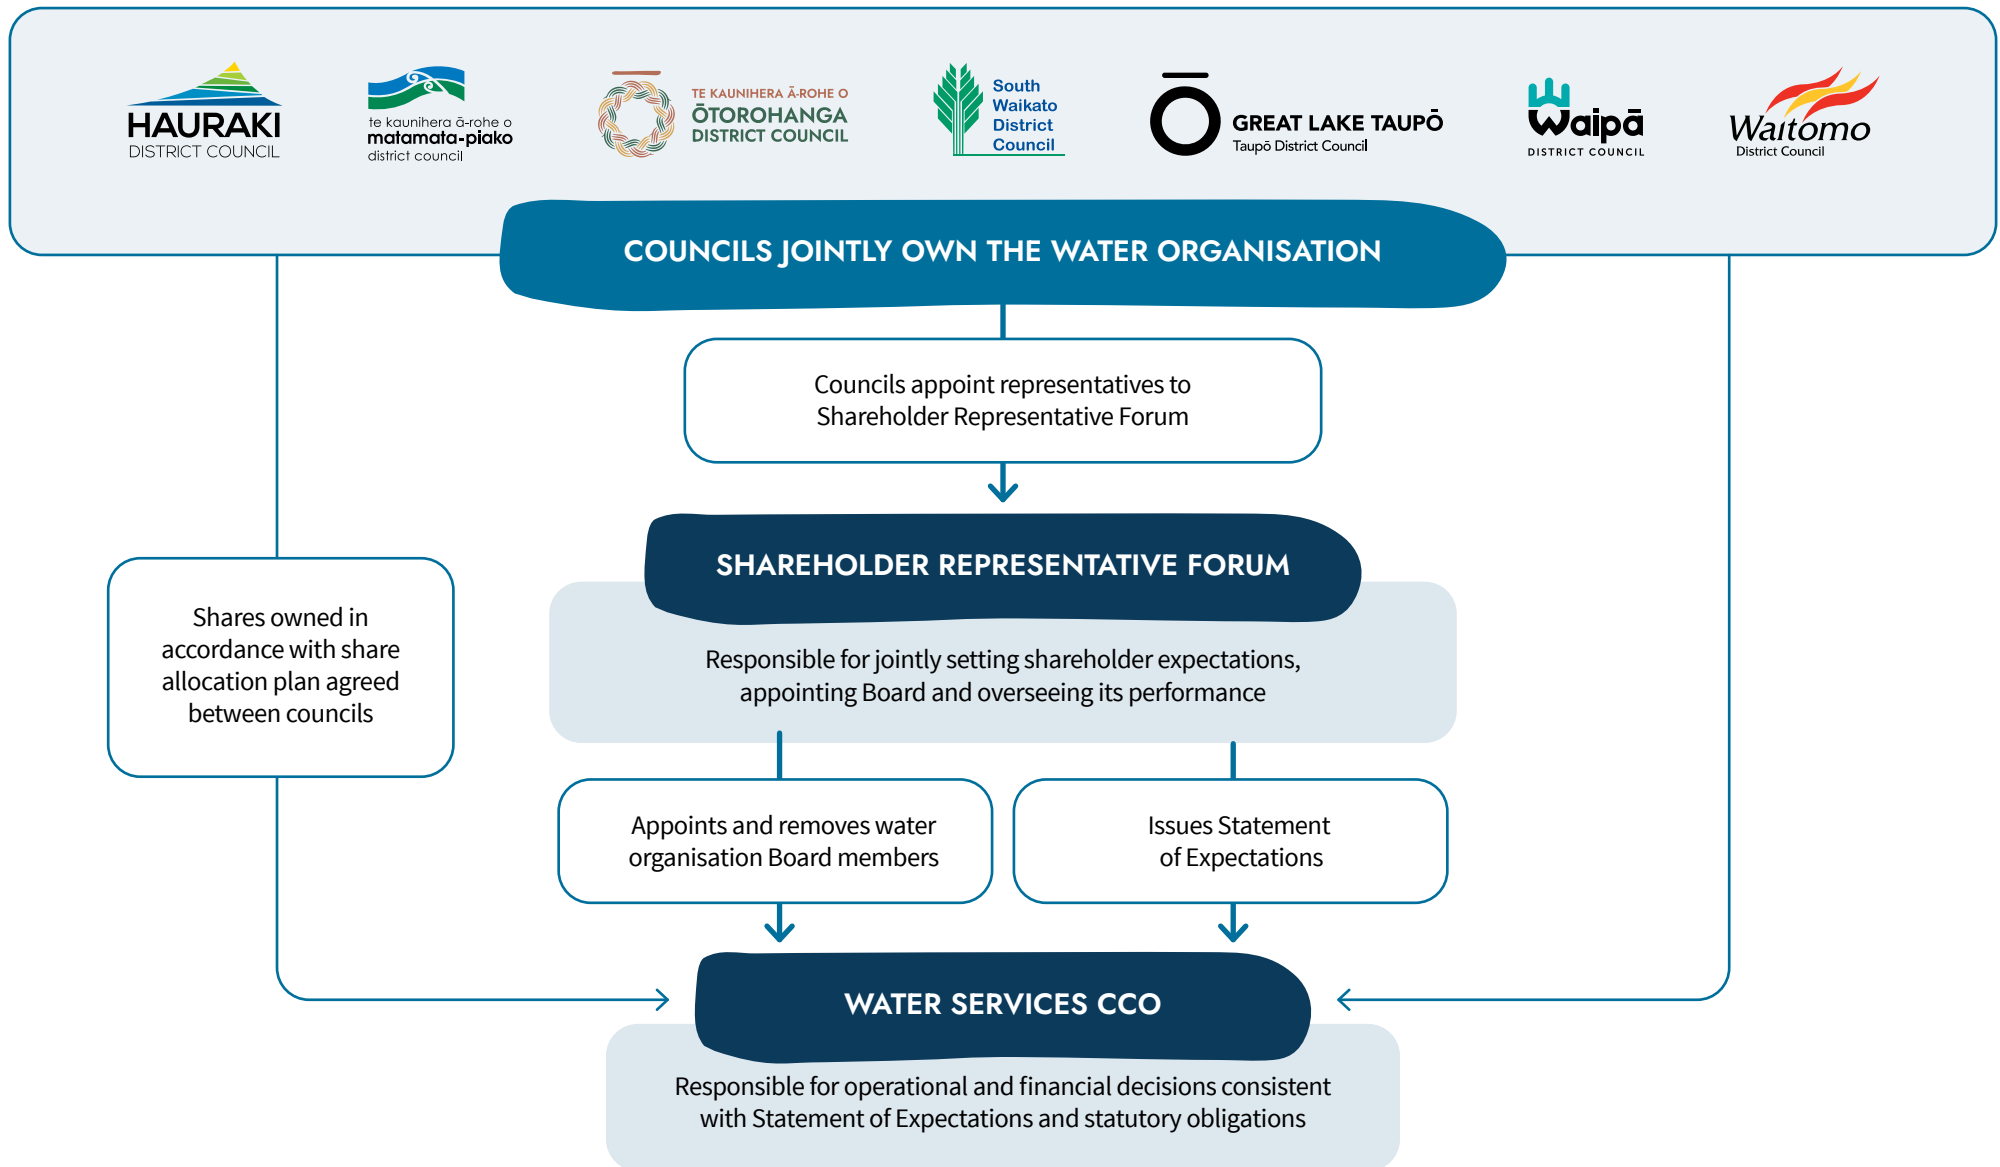 HAURAKI
DISTRICT COUNCIL
te kaunihera ā-rohe o
matamata-piako
district council
TE KAUNIHERA Ā-ROHE O
ŌTOROHANGA
DISTRICT COUNCIL
South
Waikato
District
Council
GREAT LAKE TAUPŌ
Taupō District Council
Waipā
DISTRICT COUNCIL
Waitomo
District Council
COUNCILS JOINTLY OWN THE WATER ORGANISATION
Councils appoint representatives to
Shareholder Representative Forum
SHAREHOLDER REPRESENTATIVE FORUM
Responsible for jointly setting shareholder expectations,
appointing Board and overseeing its performance
Shares owned in
accordance with share
allocation plan agreed
between councils
Appoints and removes water
organisation Board members
Issues Statement
of Expectations
WATER SERVICES CCO
Responsible for operational and financial decisions consistent
with Statement of Expectations and statutory obligations